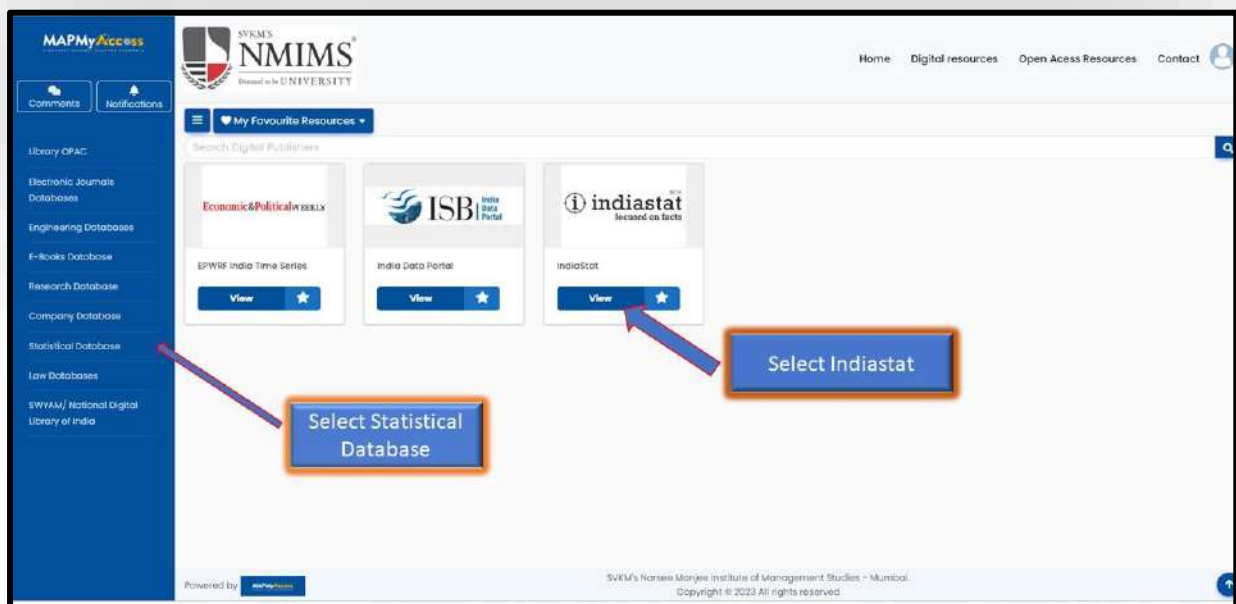 MAPMyAccess
Comments
Notifications
Library OPAC
Electronic Journals
Databases
Engineering Databases
E-Books Database
Research Database
Company Database
Statistical Database
Law Databases
SWYAM/ National Digital
Library of India
SVKM'S
NMIMS
Deemed to be UNIVERSITY
Home Digital resources Open Acess Resources Contact
My Favourite Resources
Search Digital Publishers
Economic&PoliticalWEEKLY
ISB India
Data
Portal
indiastat
focused on facts
EPWRF India Time Series
India Data Portal
IndiaStat
View
View
View
Select Indiastat
Select Statistical
Database
Powered by MAPMyAccess
SVKM's Narsee Monjee Institute of Management Studies - Mumbai.
Copyright © 2023 All rights reserved